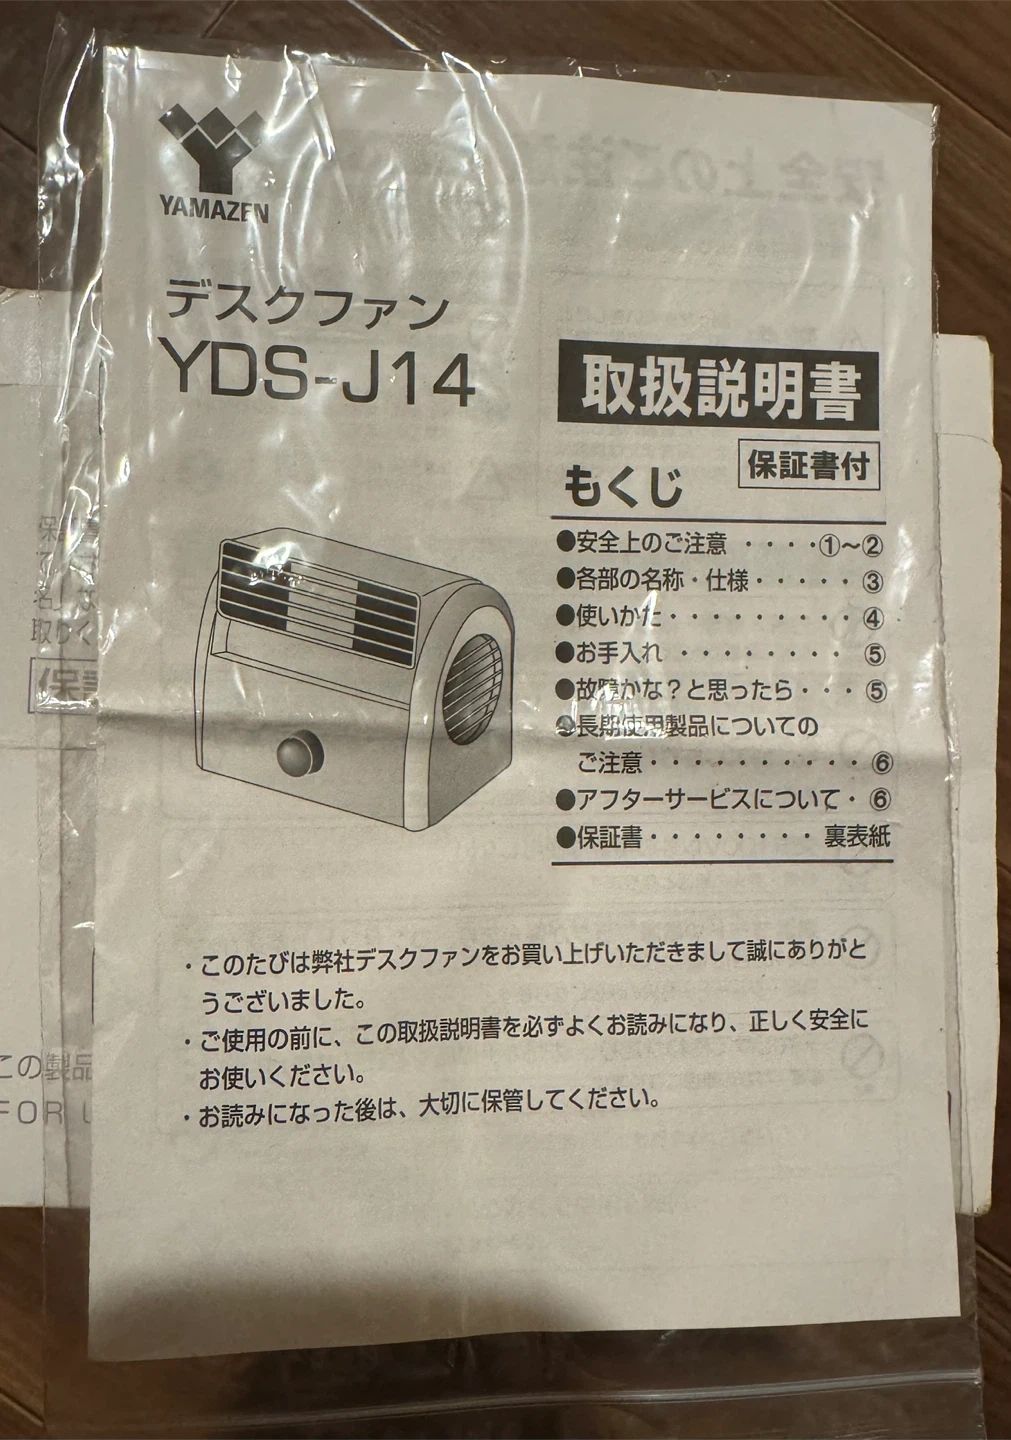 YAMAZEN
デスクファン
YDS-J14
取扱説明書
保証書付
もくじ
●安全上のご注意 ····①～②
●各部の名称・仕様·····③
●使いかた·········④
●お手入れ ········⑤
●故障かな？と思ったら···⑤
●長期使用製品についての
ご注意··········⑥
●アフターサービスについて·⑥
●保証書········裏表紙
・このたびは弊社デスクファンをお買い上げいただきまして誠にありがと
うございました。
・ご使用の前に、この取扱説明書を必ずよくお読みになり、正しく安全に
お使いください。
・お読みになった後は、大切に保管してください。
この製品
FOR U